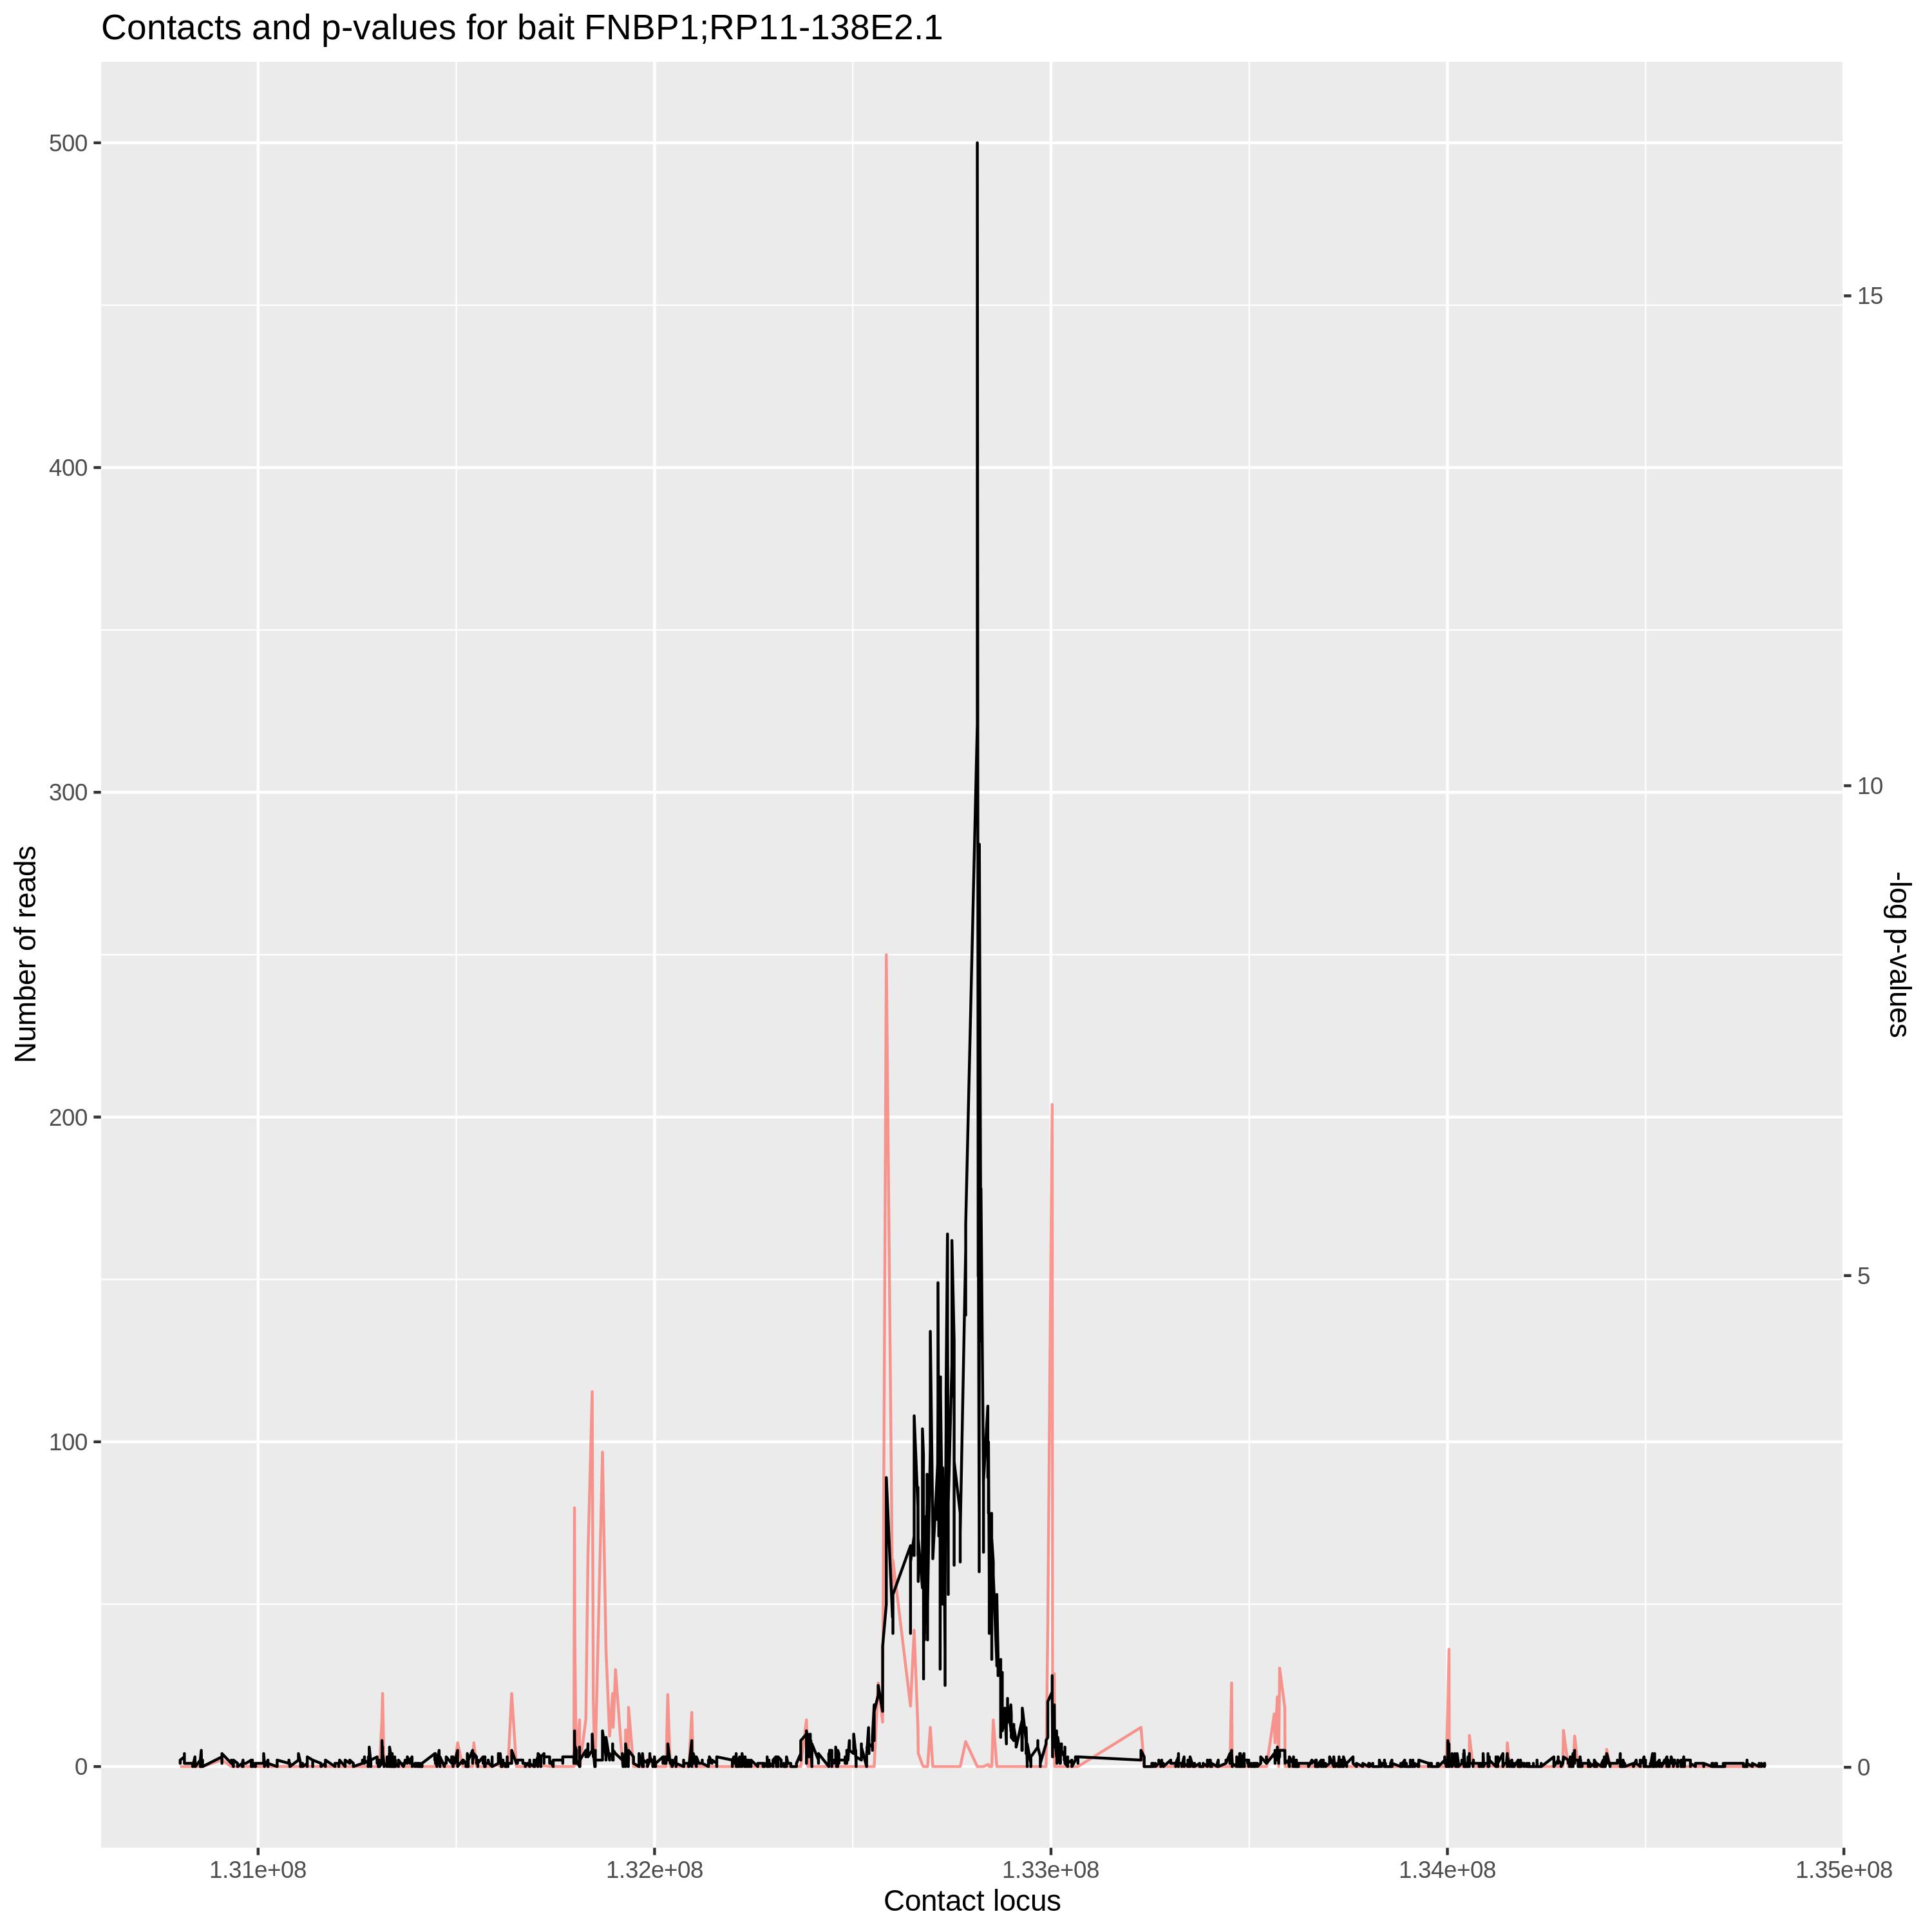 Contacts and p-values for bait FNBP1;RP11-138E2.1
500
400
300
200
100
0
Number of reads
15
10
5
0
-log p-values
1.31e+08 1.32e+08 1.33e+08 1.34e+08 1.35e+08
Contact locus